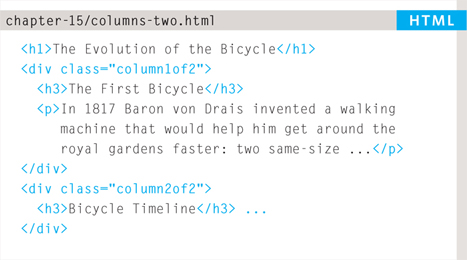 chapter-15/columns-two.html HTML
<h1>The Evolution of the Bicycle</h1>
<div class="column1of2">
<h3>The First Bicycle</h3>
<p>In 1817 Baron von Drais invented a walking
machine that would help him get around the
royal gardens faster: two same-size ...</p>
</div>
<div class="column2of2">
<h3>Bicycle Timeline</h3> ...
</div>